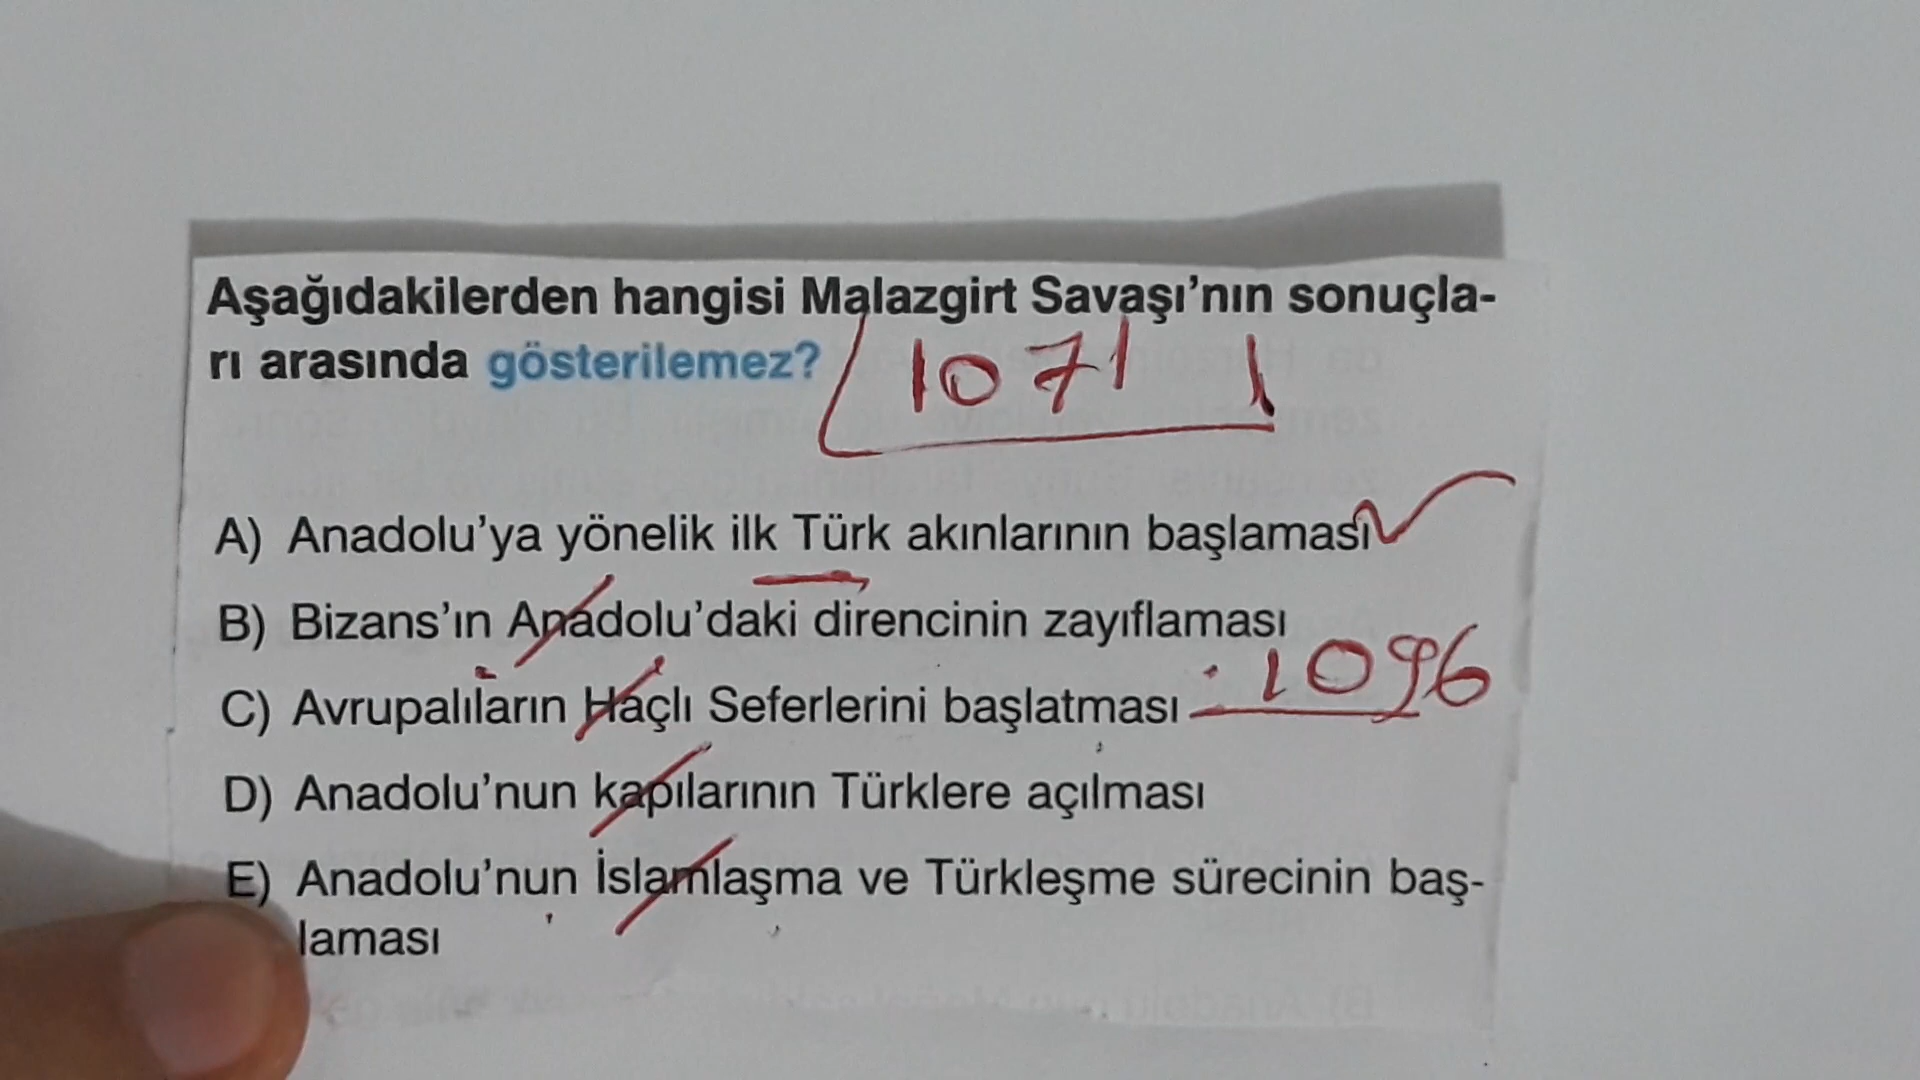 Aşağıdakilerden hangisi Malazgirt Savaşı'nın sonuçla-
rı arasında gösterilemez?
1071
A) Anadolu'ya yönelik ilk Türk akınlarının başlaması
B) Bizans'ın Anadolu'daki direncinin zayıflaması
C) Avrupalıların Haçlı Seferlerini başlatması 1096
D) Anadolu'nun kapılarının Türklere açılması
E) Anadolu'nun İslamlaşma ve Türkleşme sürecinin baş-
laması